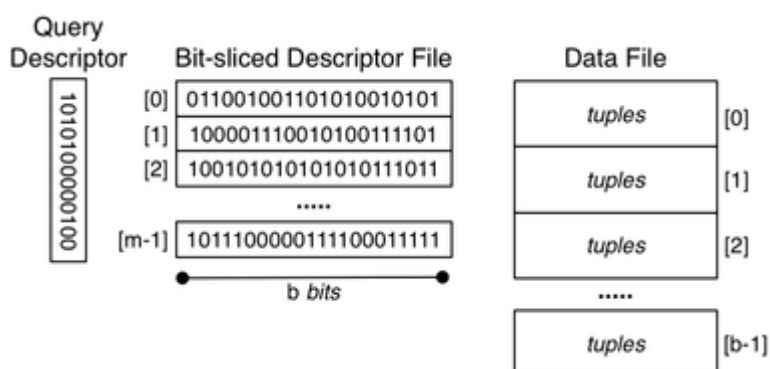 Query
Descriptor
Bit-sliced Descriptor File
Data File
1010100000100
[0] 011001001101010010101
[1] 100001110010100111101
[2] 100101010101010111011
.....
[m-1] 1011100000111100011111
b bits
tuples [0]
tuples [1]
tuples [2]
.....
tuples [b-1]